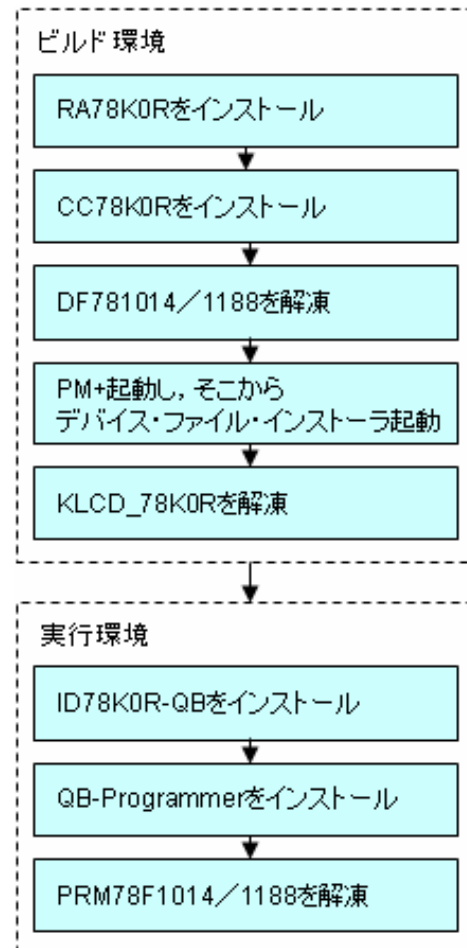 ビルド環境
RA78K0Rをインストール
CC78K0Rをインストール
DF781014／1188を解凍
PM+起動し，そこから
デバイス・ファイル・インストーラ起動
KLCD_78K0Rを解凍
実行環境
ID78K0R-QBをインストール
QB-Programmerをインストール
PRM78F1014／1188を解凍